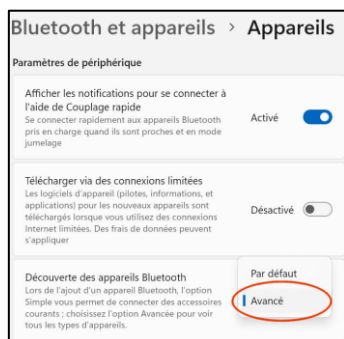 Bluetooth et appareils > Appareils
Paramètres de périphérique
Afficher les notifications pour se connecter à
l'aide de Couplage rapide
Se connecter rapidement aux appareils Bluetooth
pris en charge quand ils sont proches et en mode
jumelage
Activé
Télécharger via des connexions limitées
Les logiciels d'appareil (pilotes, informations, et
applications) pour les nouveaux appareils sont
téléchargés lorsque vous utilisez des connexions
Internet limitées. Des frais de données peuvent
s'appliquer
Désactivé
Découverte des appareils Bluetooth
Lors de l'ajout d'un appareil Bluetooth, l'option
Simple vous permet de connecter des accessoires
courants ; choisissez l'option Avancée pour voir
tous les types d'appareils.
Par défaut
Avancé